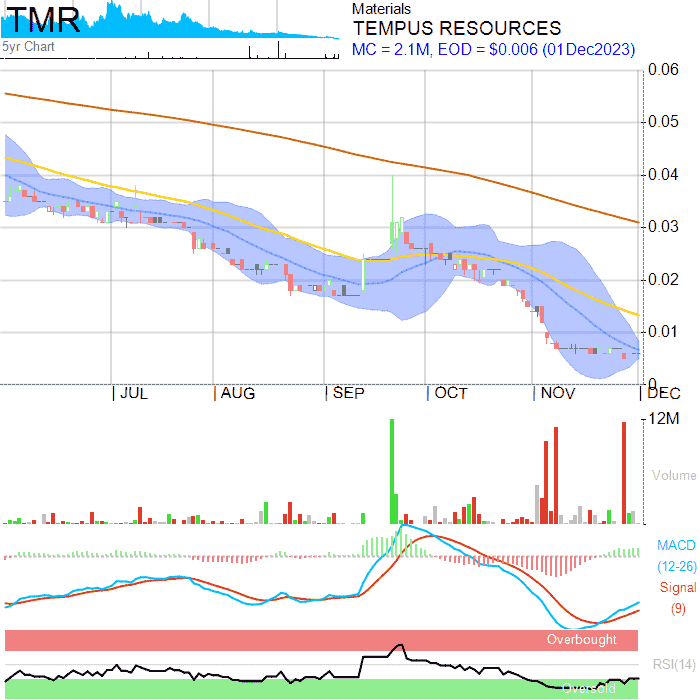 TMR
5yr Chart
Materials
TEMPUS RESOURCES
MC = 2.1M, EOD = $0.006 (01Dec2023)
0.06
0.05
0.04
0.03
0.02
0.01
0
JUL AUG SEP OCT NOV DEC
12M
Volume
MACD
(12-26)
Signal
(9)
Overbought
RSI(14)
Oversold